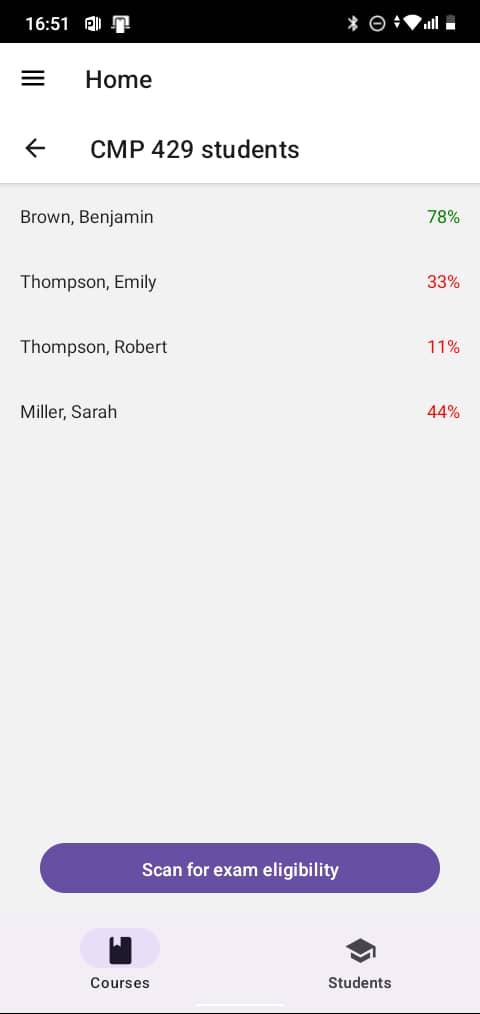 16:51
Home
CMP 429 students
Brown, Benjamin 78%
Thompson, Emily 33%
Thompson, Robert 11%
Miller, Sarah 44%
Scan for exam eligibility
Courses Students